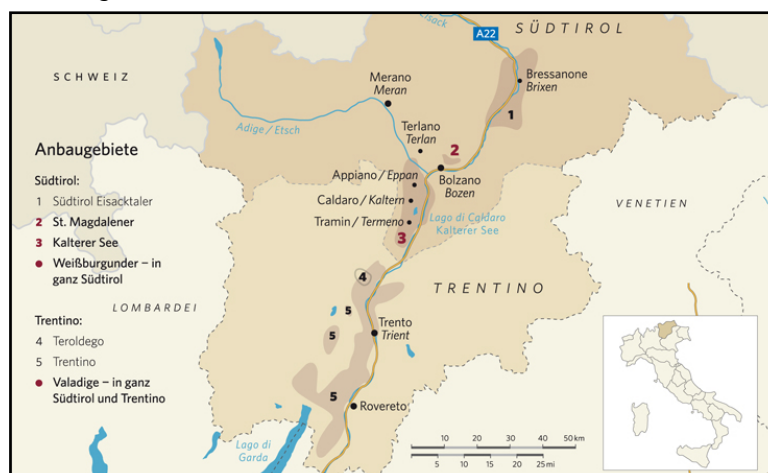 Eisack
A22
SÜDTIROL
SCHWEIZ
Merano
Meran
Bressanone
Brixen
Adige / Etsch
1
Terlano
Terlan
2
Anbaugebiete
Appiano / Eppan
Bolzano
Bozen
Südtirol:
1 Südtirol Eisacktaler
Caldaro / Kaltern
VENETIEN
2 St. Magdalener
Tramin / Termeno
Lago di Caldaro
Kalterer See
3 Kalterer See
3
Weißburgunder – in
ganz Südtirol
4
TRENTINO
LOMBARDEI
5
Trentino:
Trento
Trient
4 Teroldego
5
5 Trentino
Valadige – in ganz
Südtirol und Trentino
5
Rovereto
Lago di
Garda
10 20 30 40 50 km
5 10 15 20 25 mi